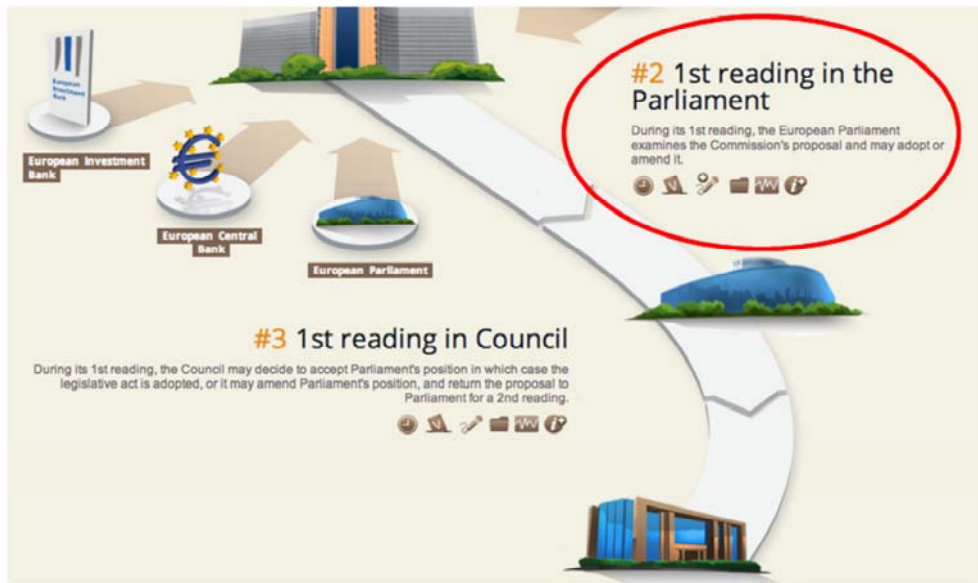 European
Investment
Bank
European Investment
Bank
European Central
Bank
European Parliament
#2 1st reading in the
Parliament
During its 1st reading, the European Parliament
examines the Commission's proposal and may adopt or
amend it.
#3 1st reading in Council
During its 1st reading, the Council may decide to accept Parliament's position in which case the
legislative act is adopted, or it may amend Parliament's position, and return the proposal to
Parliament for a 2nd reading.